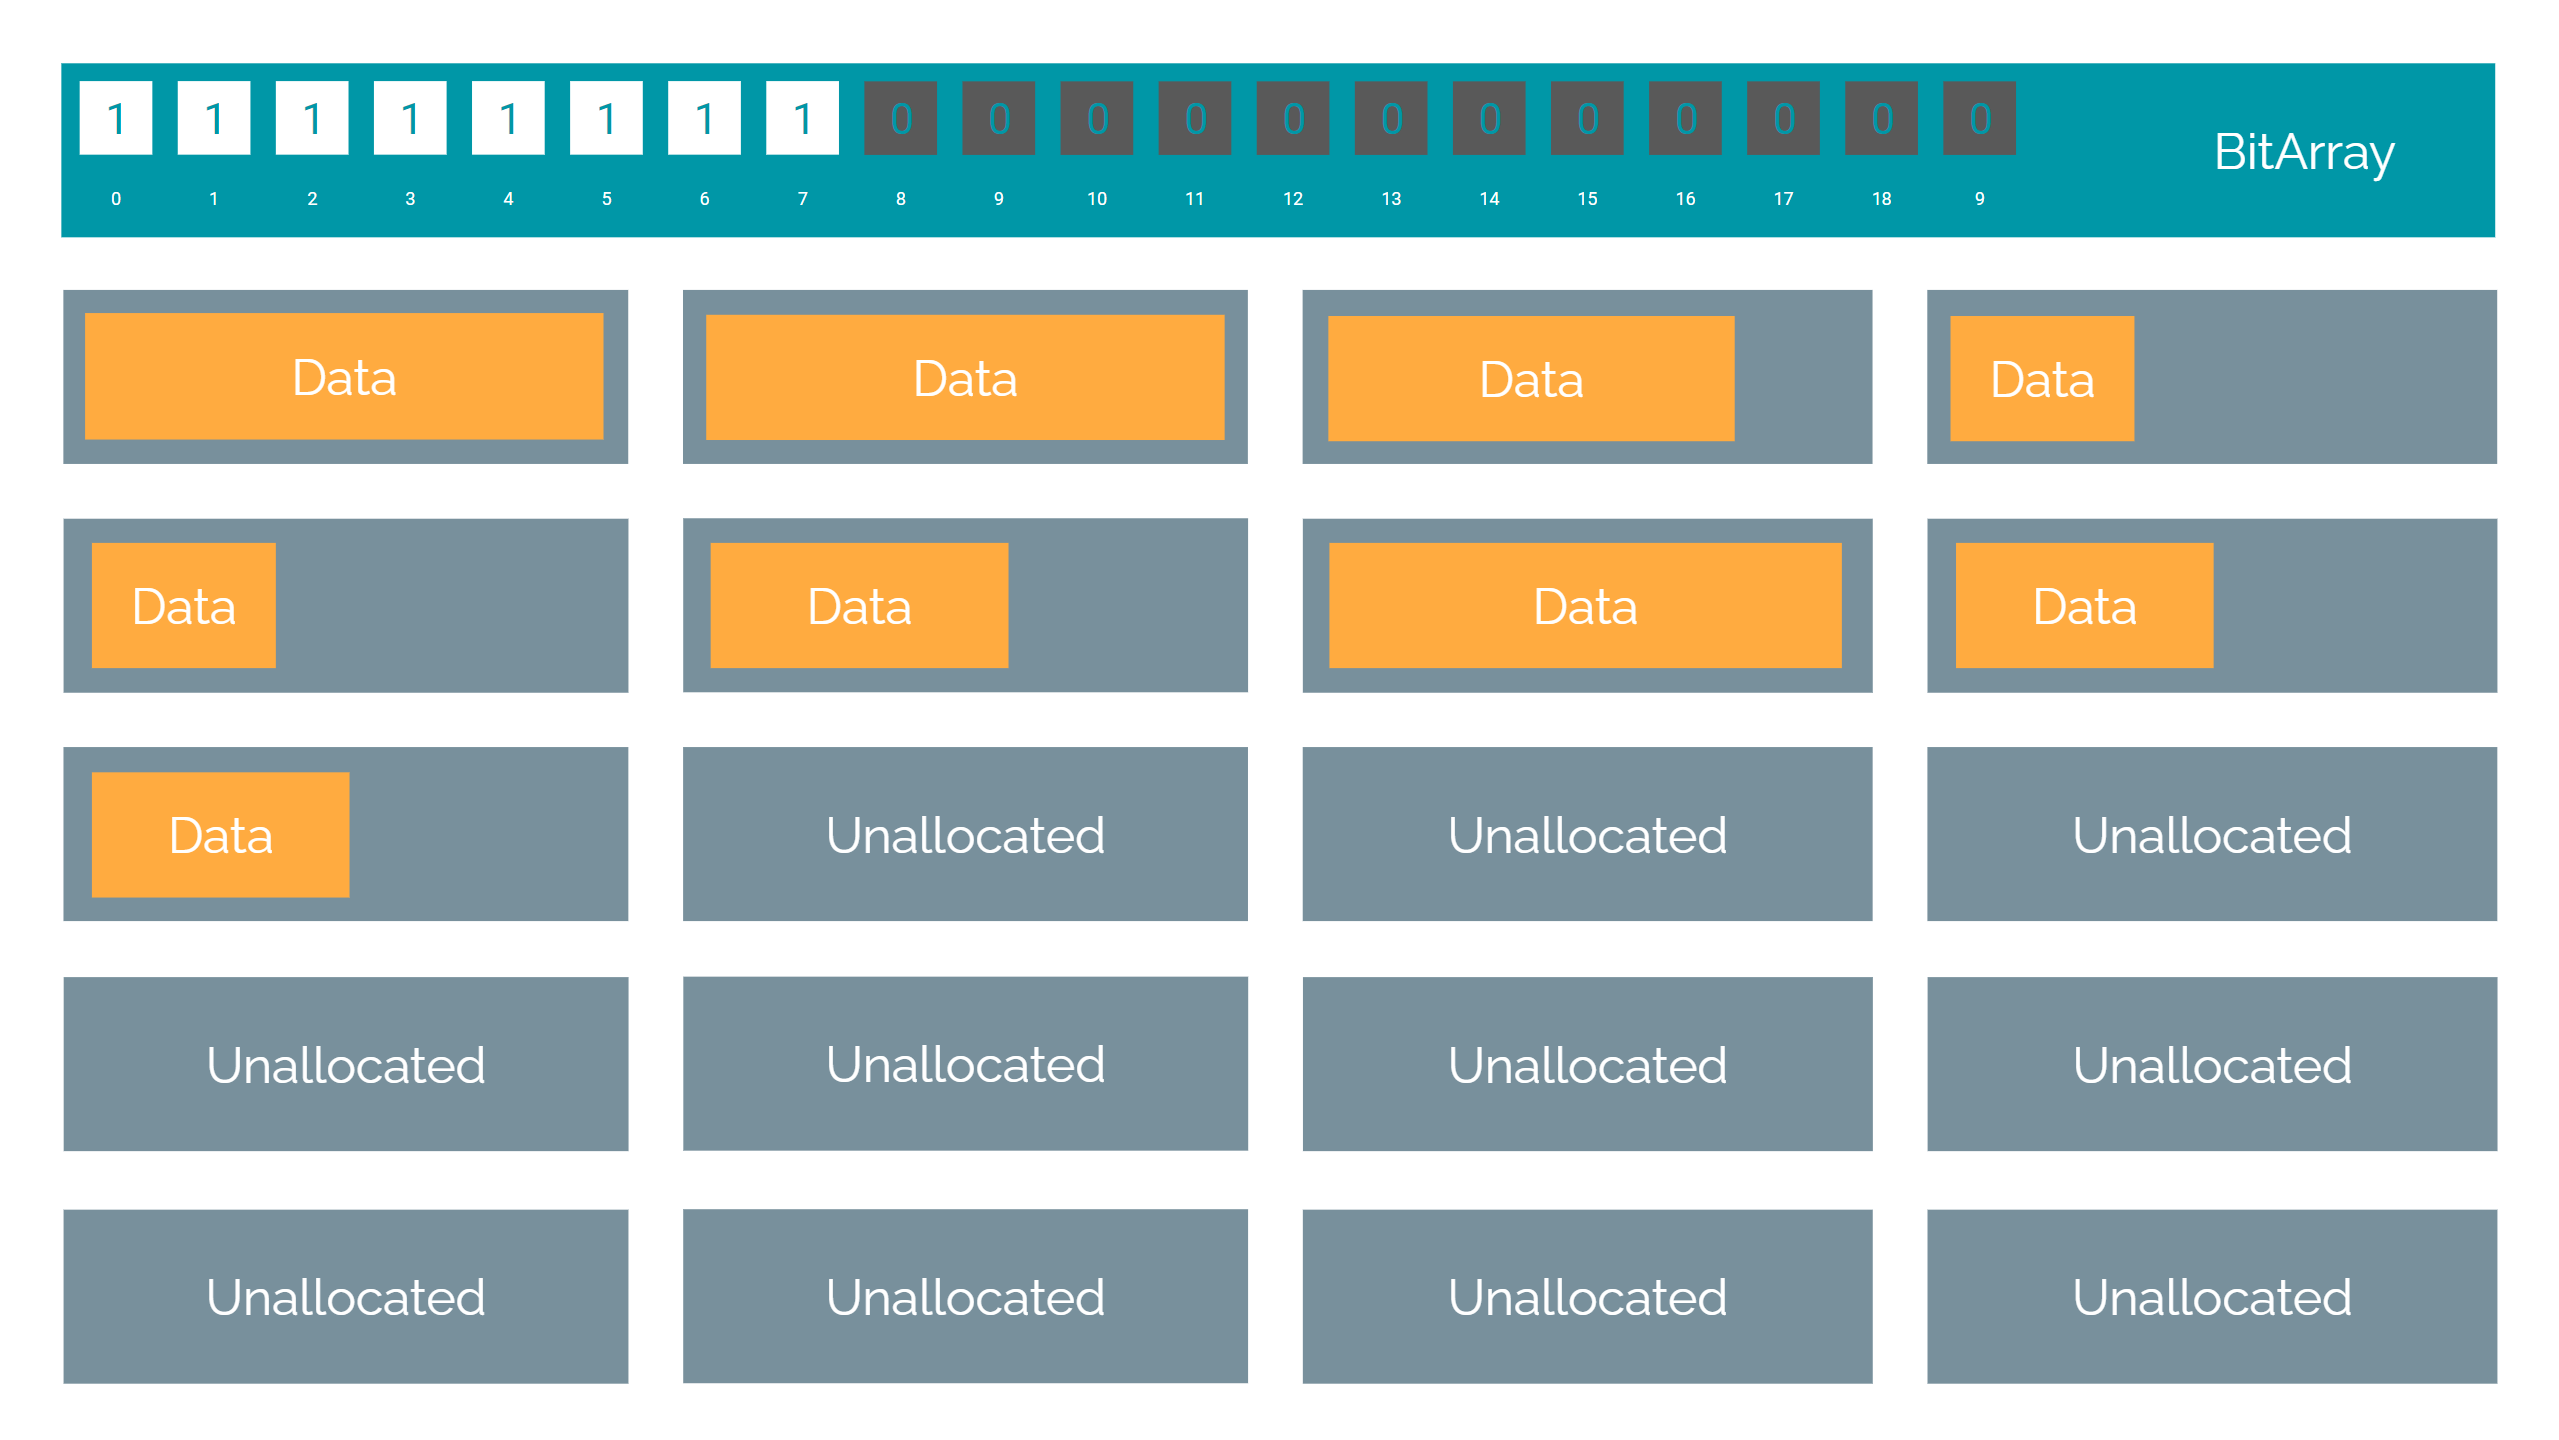 1 1 1 1 1 1 1 1 0 0 0 0 0 0 0 0 0 0 0 0
BitArray
0 1 2 3 4 5 6 7 8 9 10 11 12 13 14 15 16 17 18 9
Data Data Data Data
Data Data Data Data
Data Unallocated Unallocated Unallocated
Unallocated Unallocated Unallocated Unallocated
Unallocated Unallocated Unallocated Unallocated